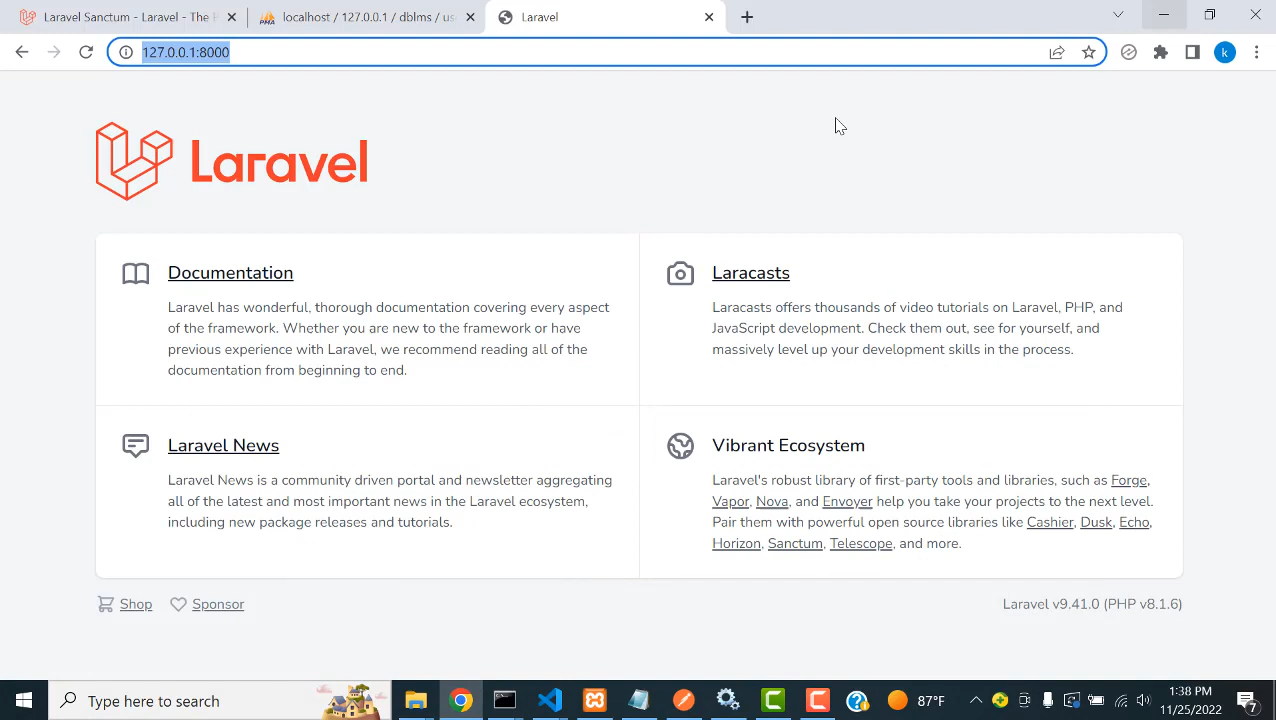 Laravel Sanctum - Laravel - The
localhost / 127.0.0.1 / dblms / us
Laravel
127.0.0.1:8000
k
Laravel
Documentation
Laravel has wonderful, thorough documentation covering every aspect
of the framework. Whether you are new to the framework or have
previous experience with Laravel, we recommend reading all of the
documentation from beginning to end.
Laracasts
Laracasts offers thousands of video tutorials on Laravel, PHP, and
JavaScript development. Check them out, see for yourself, and
massively level up your development skills in the process.
Laravel News
Laravel News is a community driven portal and newsletter aggregating
all of the latest and most important news in the Laravel ecosystem,
including new package releases and tutorials.
Vibrant Ecosystem
Laravel's robust library of first-party tools and libraries, such as Forge,
Vapor, Nova, and Envoyer help you take your projects to the next level.
Pair them with powerful open source libraries like Cashier, Dusk, Echo,
Horizon, Sanctum, Telescope, and more.
Shop
Sponsor
Laravel v9.41.0 (PHP v8.1.6)
Type here to search
87°F
1:38 PM
11/25/2022
7